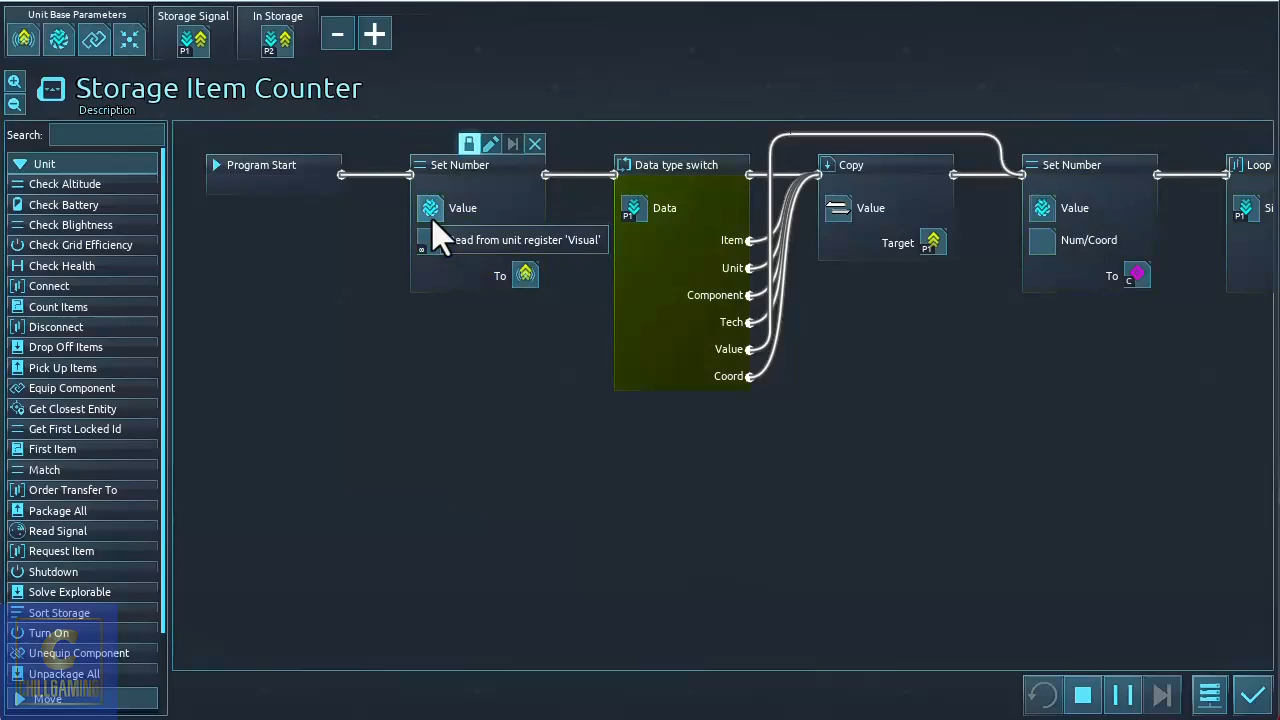 Unit Base Parameters
Storage Signal
P1
In Storage
P2
- +
Storage Item Counter
Description
Search:
Unit
Check Altitude
Check Battery
Check Blightness
Check Grid Efficiency
Check Health
Connect
Count Items
Disconnect
Drop Off Items
Pick Up Items
Equip Component
Get Closest Entity
Get First Locked Id
First Item
Match
Order Transfer To
Package All
Read Signal
Request Item
Shutdown
Solve Explorable
Sort Storage
Turn On
Unequip Component
Unpackage All
Move
CHILLGAMING
Program Start
Set Number
Value
ead from unit register 'Visual'
∞
To
Data type switch
P1 Data
Item
Unit
Component
Tech
Value
Coord
Copy
Value
Target P1
Set Number
Value
Num/Coord
To C
Loop
P1 Si